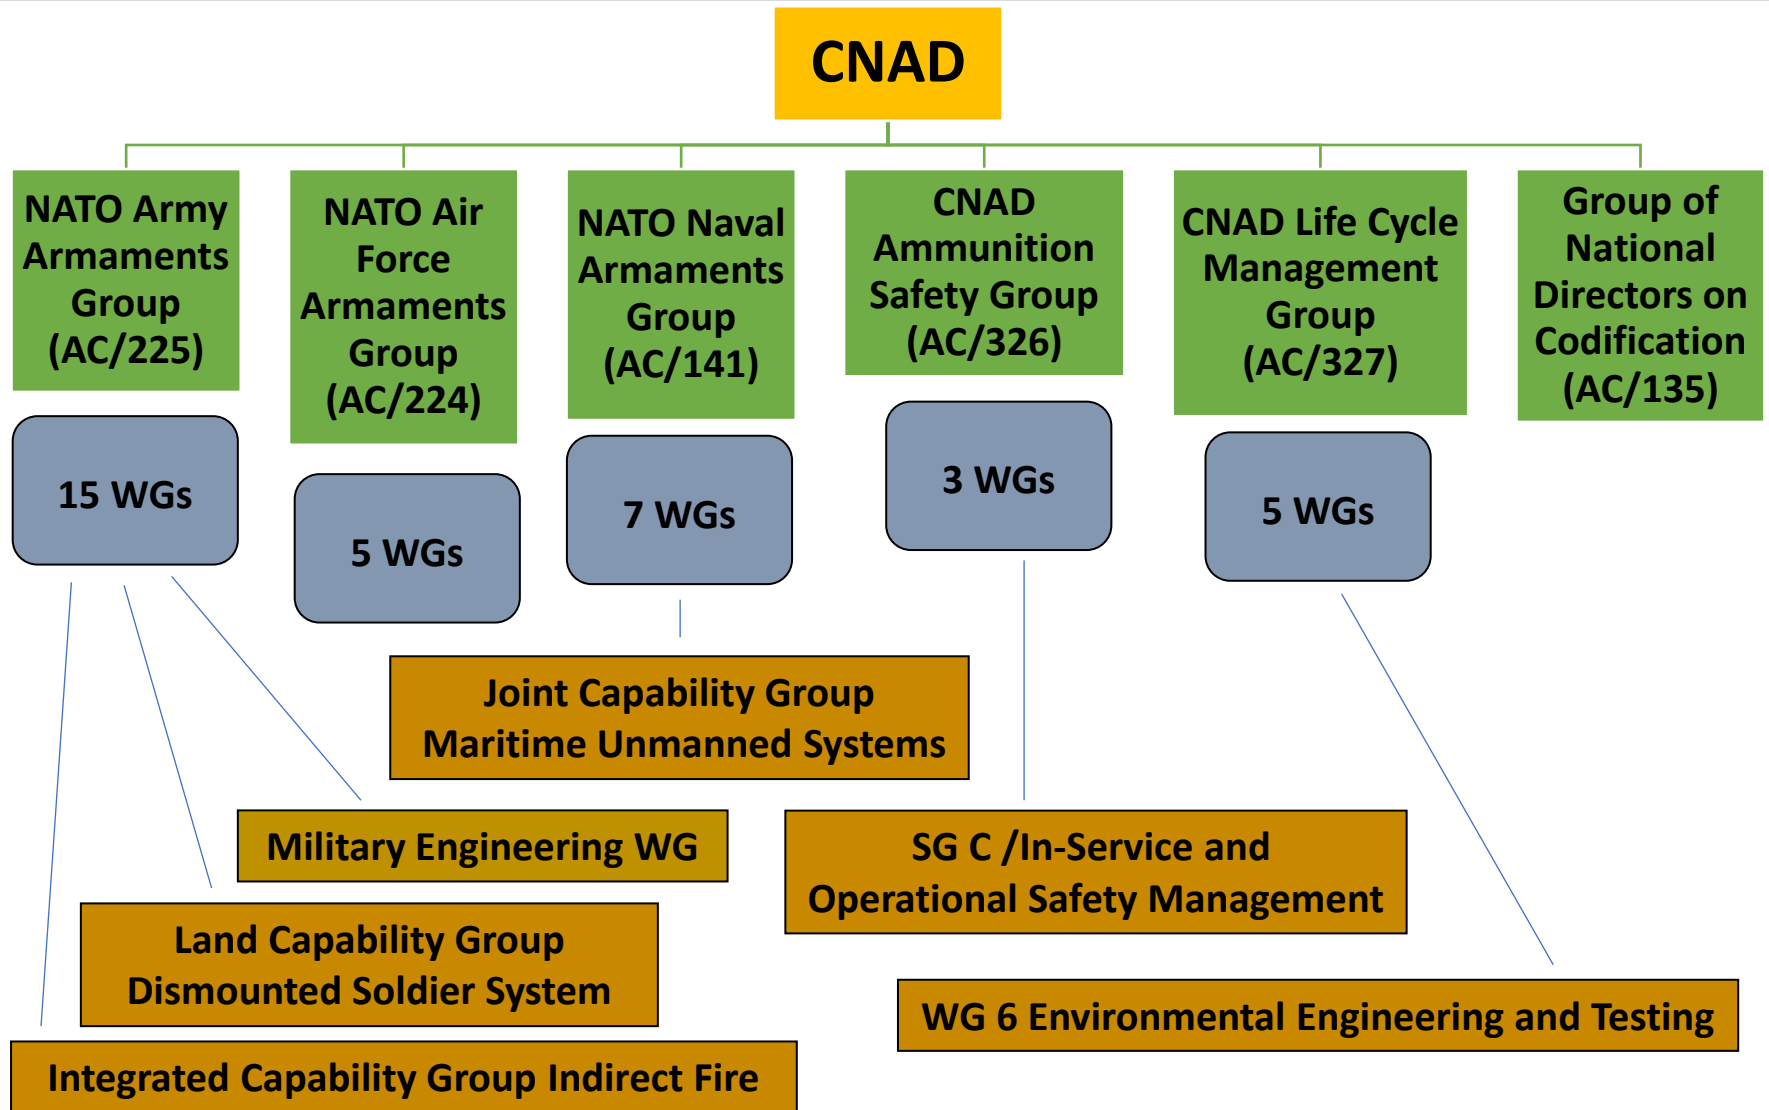 CNAD
NATO Army
Armaments
Group
(AC/225)
NATO Air
Force
Armaments
Group
(AC/224)
NATO Naval
Armaments
Group
(AC/141)
CNAD
Ammunition
Safety Group
(AC/326)
CNAD Life Cycle
Management
Group
(AC/327)
Group of
National
Directors on
Codification
(AC/135)
15 WGs
5 WGs
7 WGs
3 WGs
5 WGs
Joint Capability Group
Maritime Unmanned Systems
Military Engineering WG
SG C /In-Service and
Operational Safety Management
Land Capability Group
Dismounted Soldier System
WG 6 Environmental Engineering and Testing
Integrated Capability Group Indirect Fire